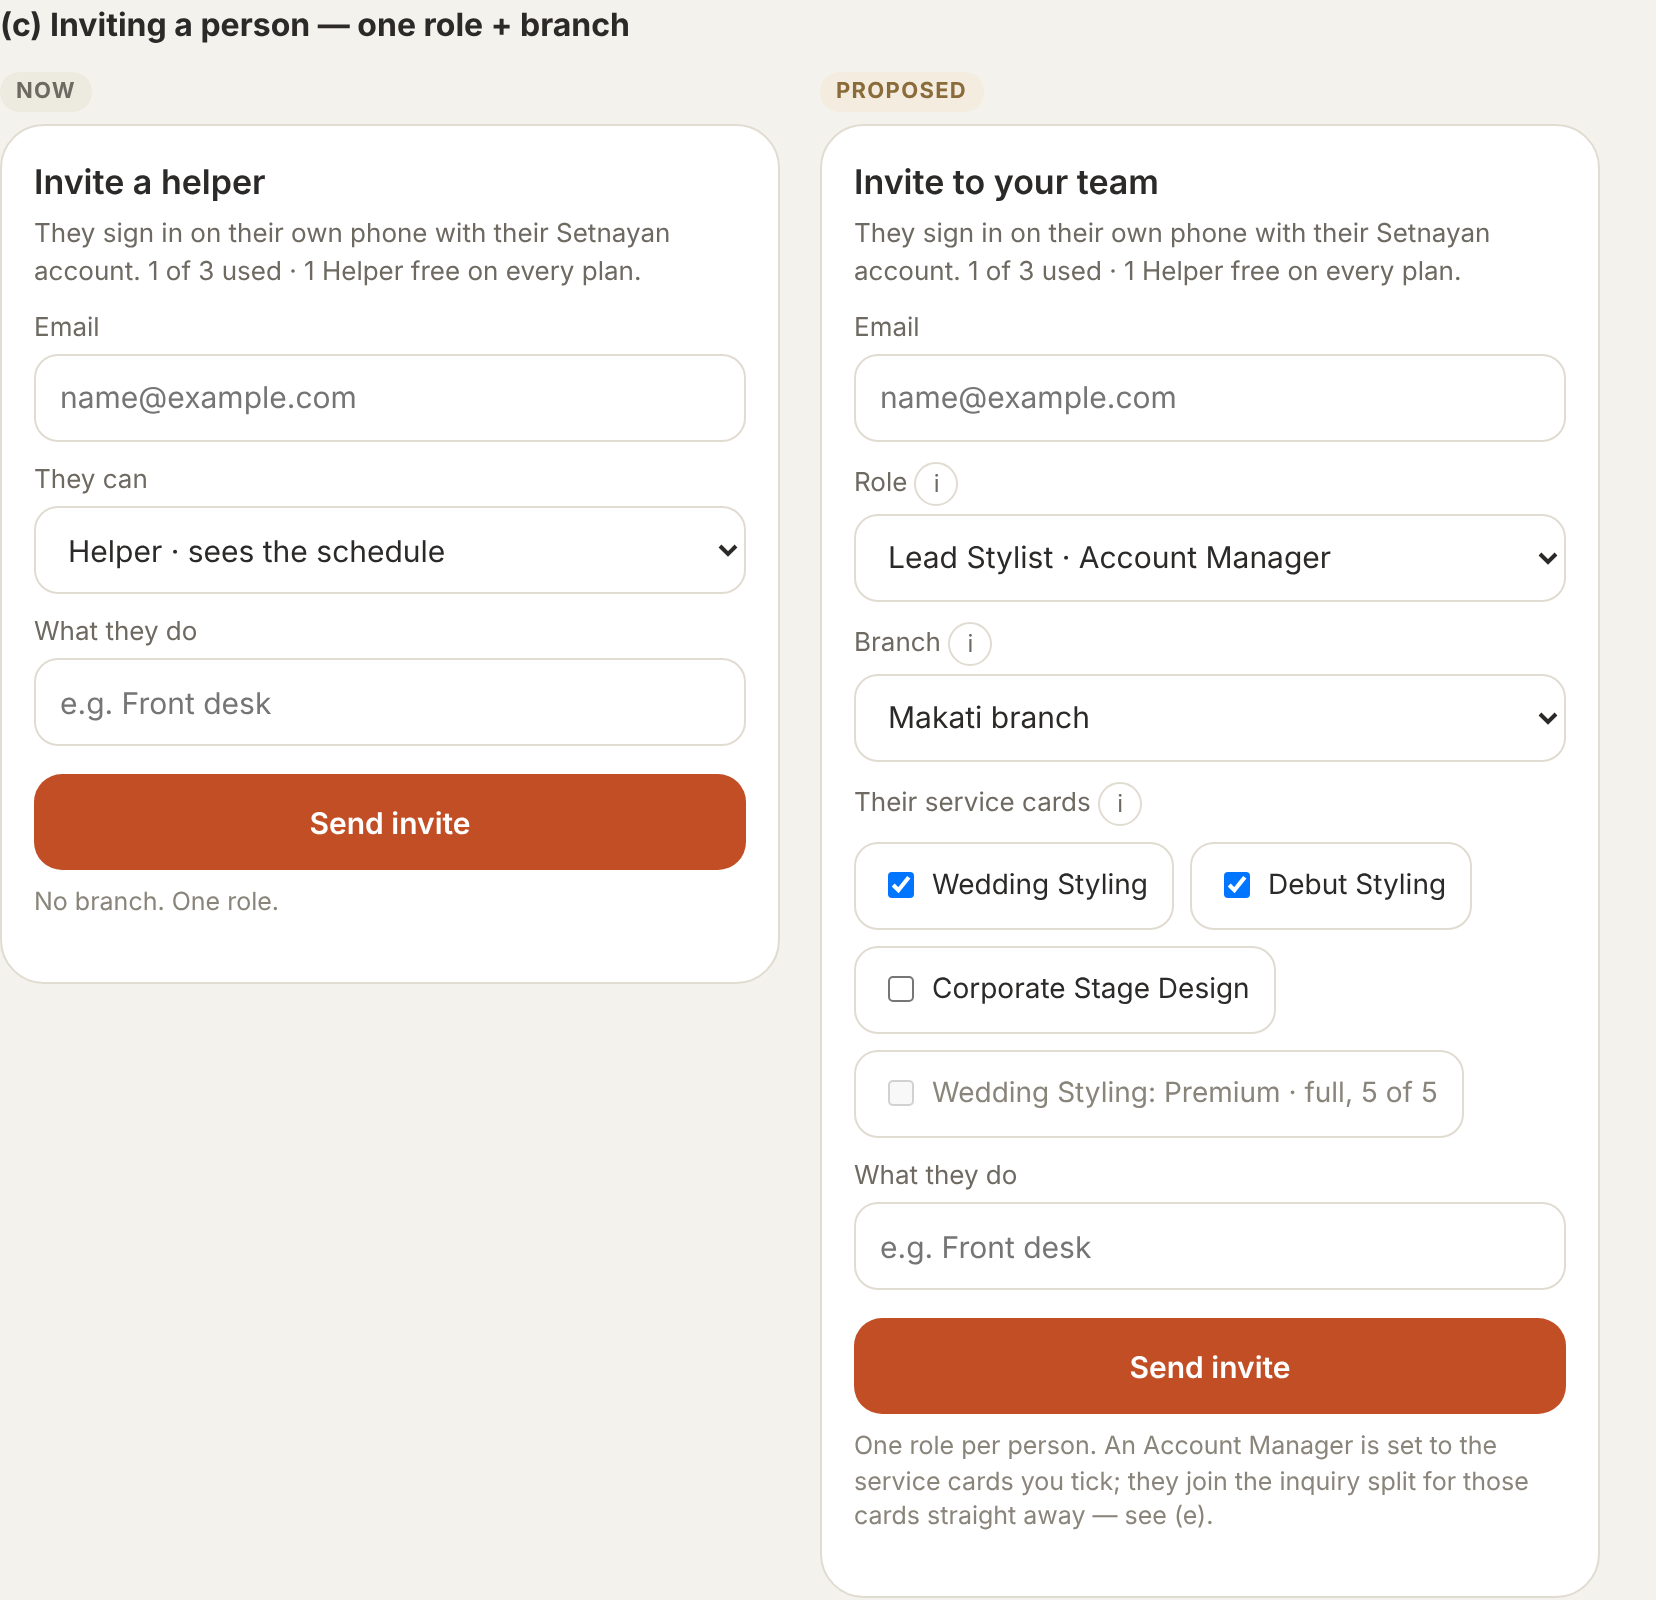 (c) Inviting a person — one role + branch
NOW
Invite a helper
They sign in on their own phone with their Setnayan
account. 1 of 3 used · 1 Helper free on every plan.
Email
name@example.com
They can
Helper · sees the schedule
What they do
e.g. Front desk
Send invite
No branch. One role.
PROPOSED
Invite to your team
They sign in on their own phone with their Setnayan
account. 1 of 3 used · 1 Helper free on every plan.
Email
name@example.com
Role i
Lead Stylist · Account Manager
Branch i
Makati branch
Their service cards i
Wedding Styling
Debut Styling
Corporate Stage Design
Wedding Styling: Premium · full, 5 of 5
What they do
e.g. Front desk
Send invite
One role per person. An Account Manager is set to the
service cards you tick; they join the inquiry split for those
cards straight away — see (e).